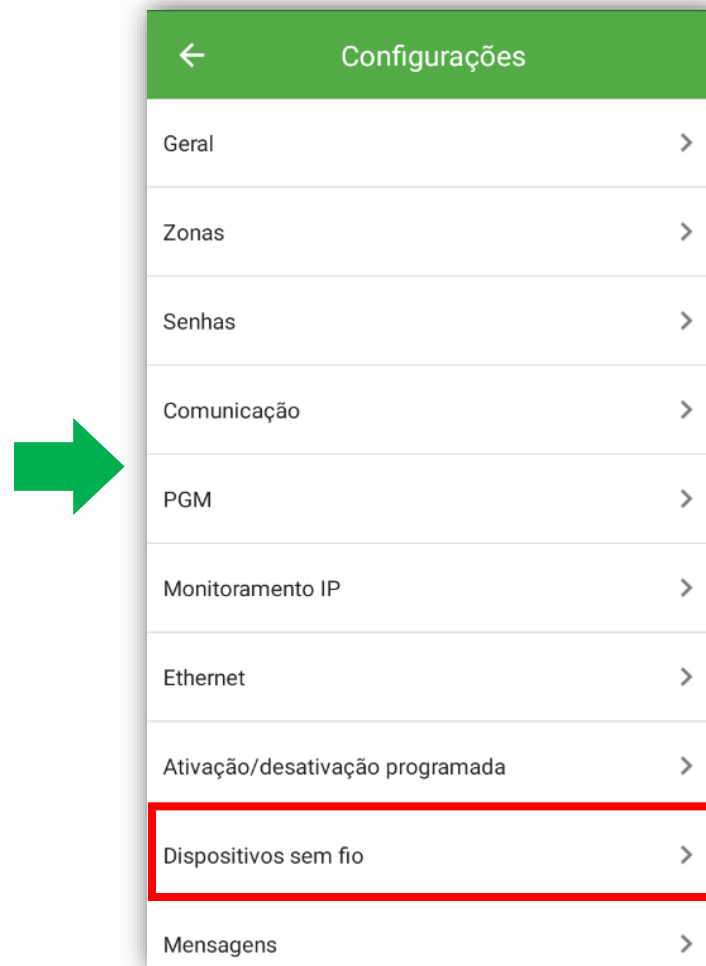 Configurações
Geral
Zonas
Senhas
Comunicação
PGM
Monitoramento IP
Ethernet
Ativação/desativação programada
Dispositivos sem fio
Mensagens